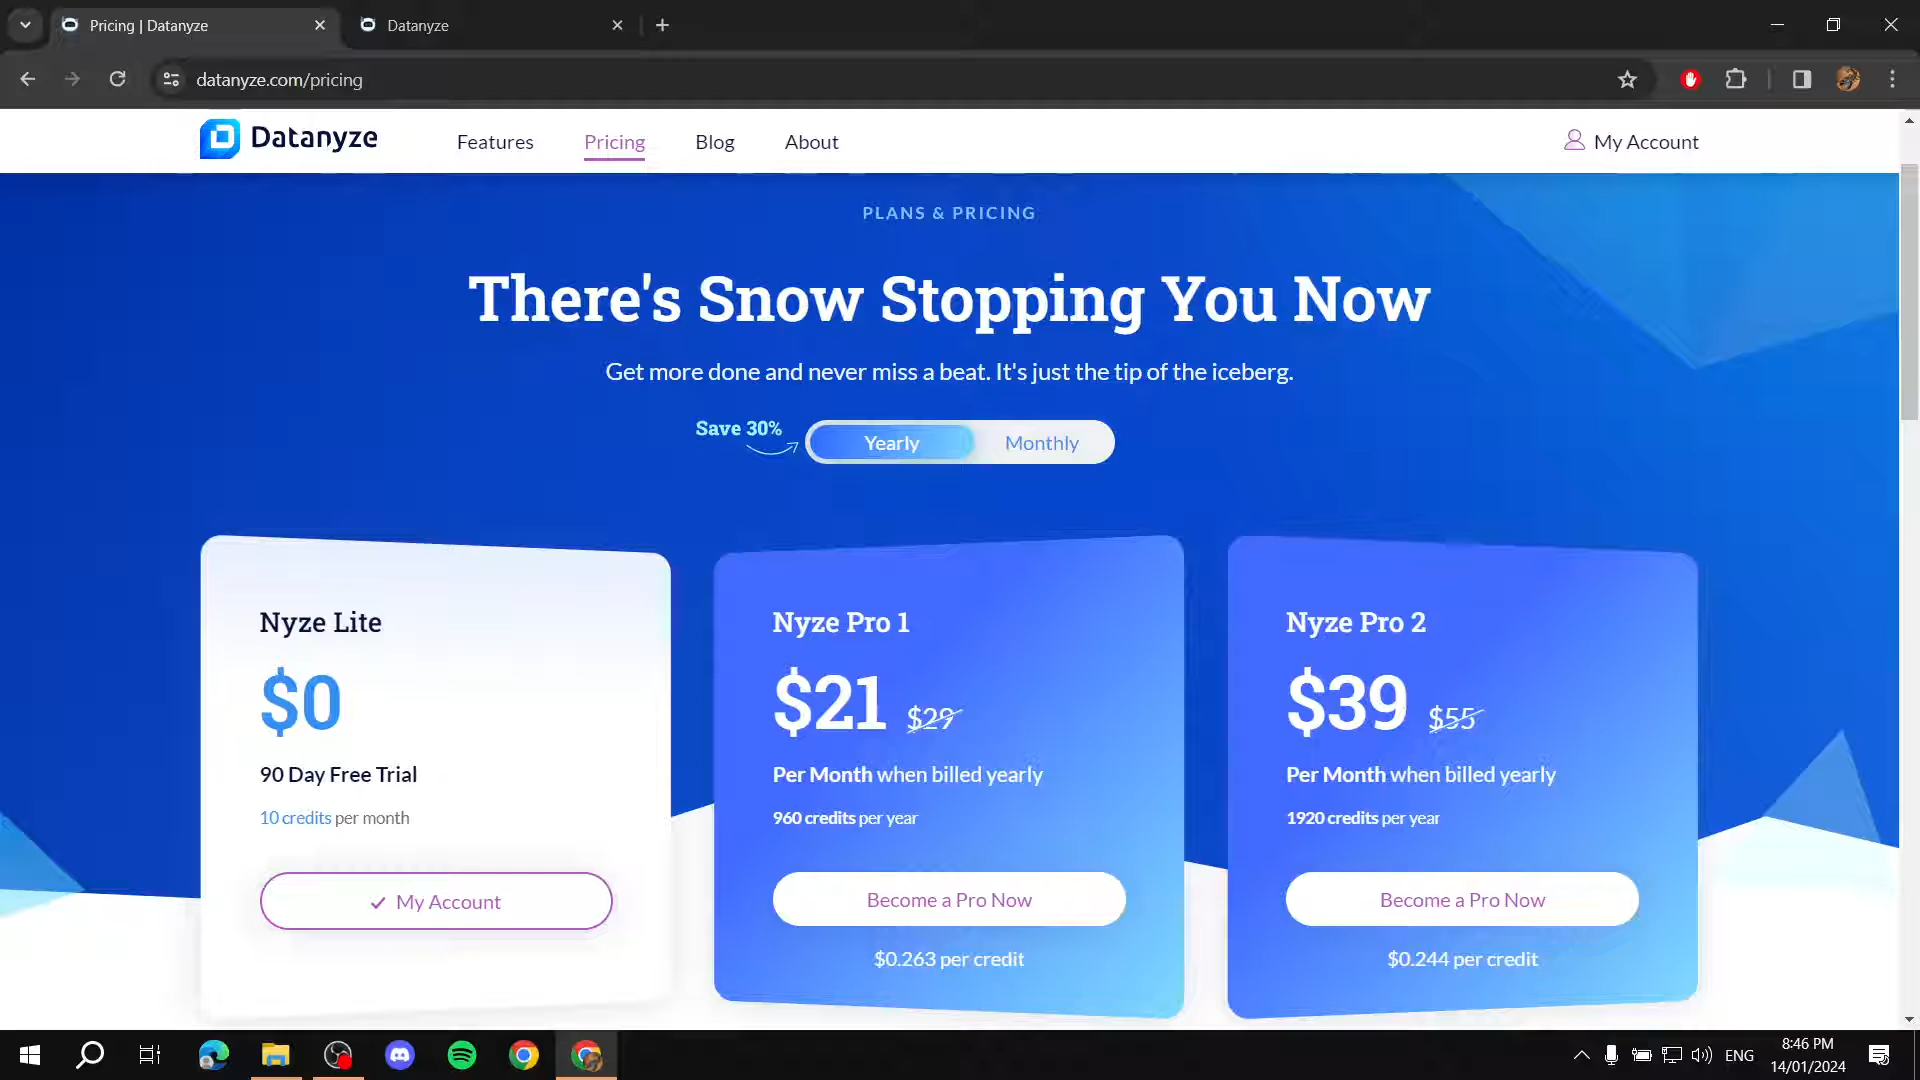 Pricing | Datanyze
Datanyze
datanyze.com/pricing
Datanyze
Features
Pricing
Blog
About
My Account
PLANS & PRICING
There's Snow Stopping You Now
Get more done and never miss a beat. It's just the tip of the iceberg.
Save 30%
Yearly
Monthly
Nyze Lite
$0
90 Day Free Trial
10 credits per month
My Account
Nyze Pro 1
$21 $29
Per Month when billed yearly
960 credits per year
Become a Pro Now
$0.263 per credit
Nyze Pro 2
$39 $55
Per Month when billed yearly
1920 credits per year
Become a Pro Now
$0.244 per credit
ENG
8:46 PM
14/01/2024